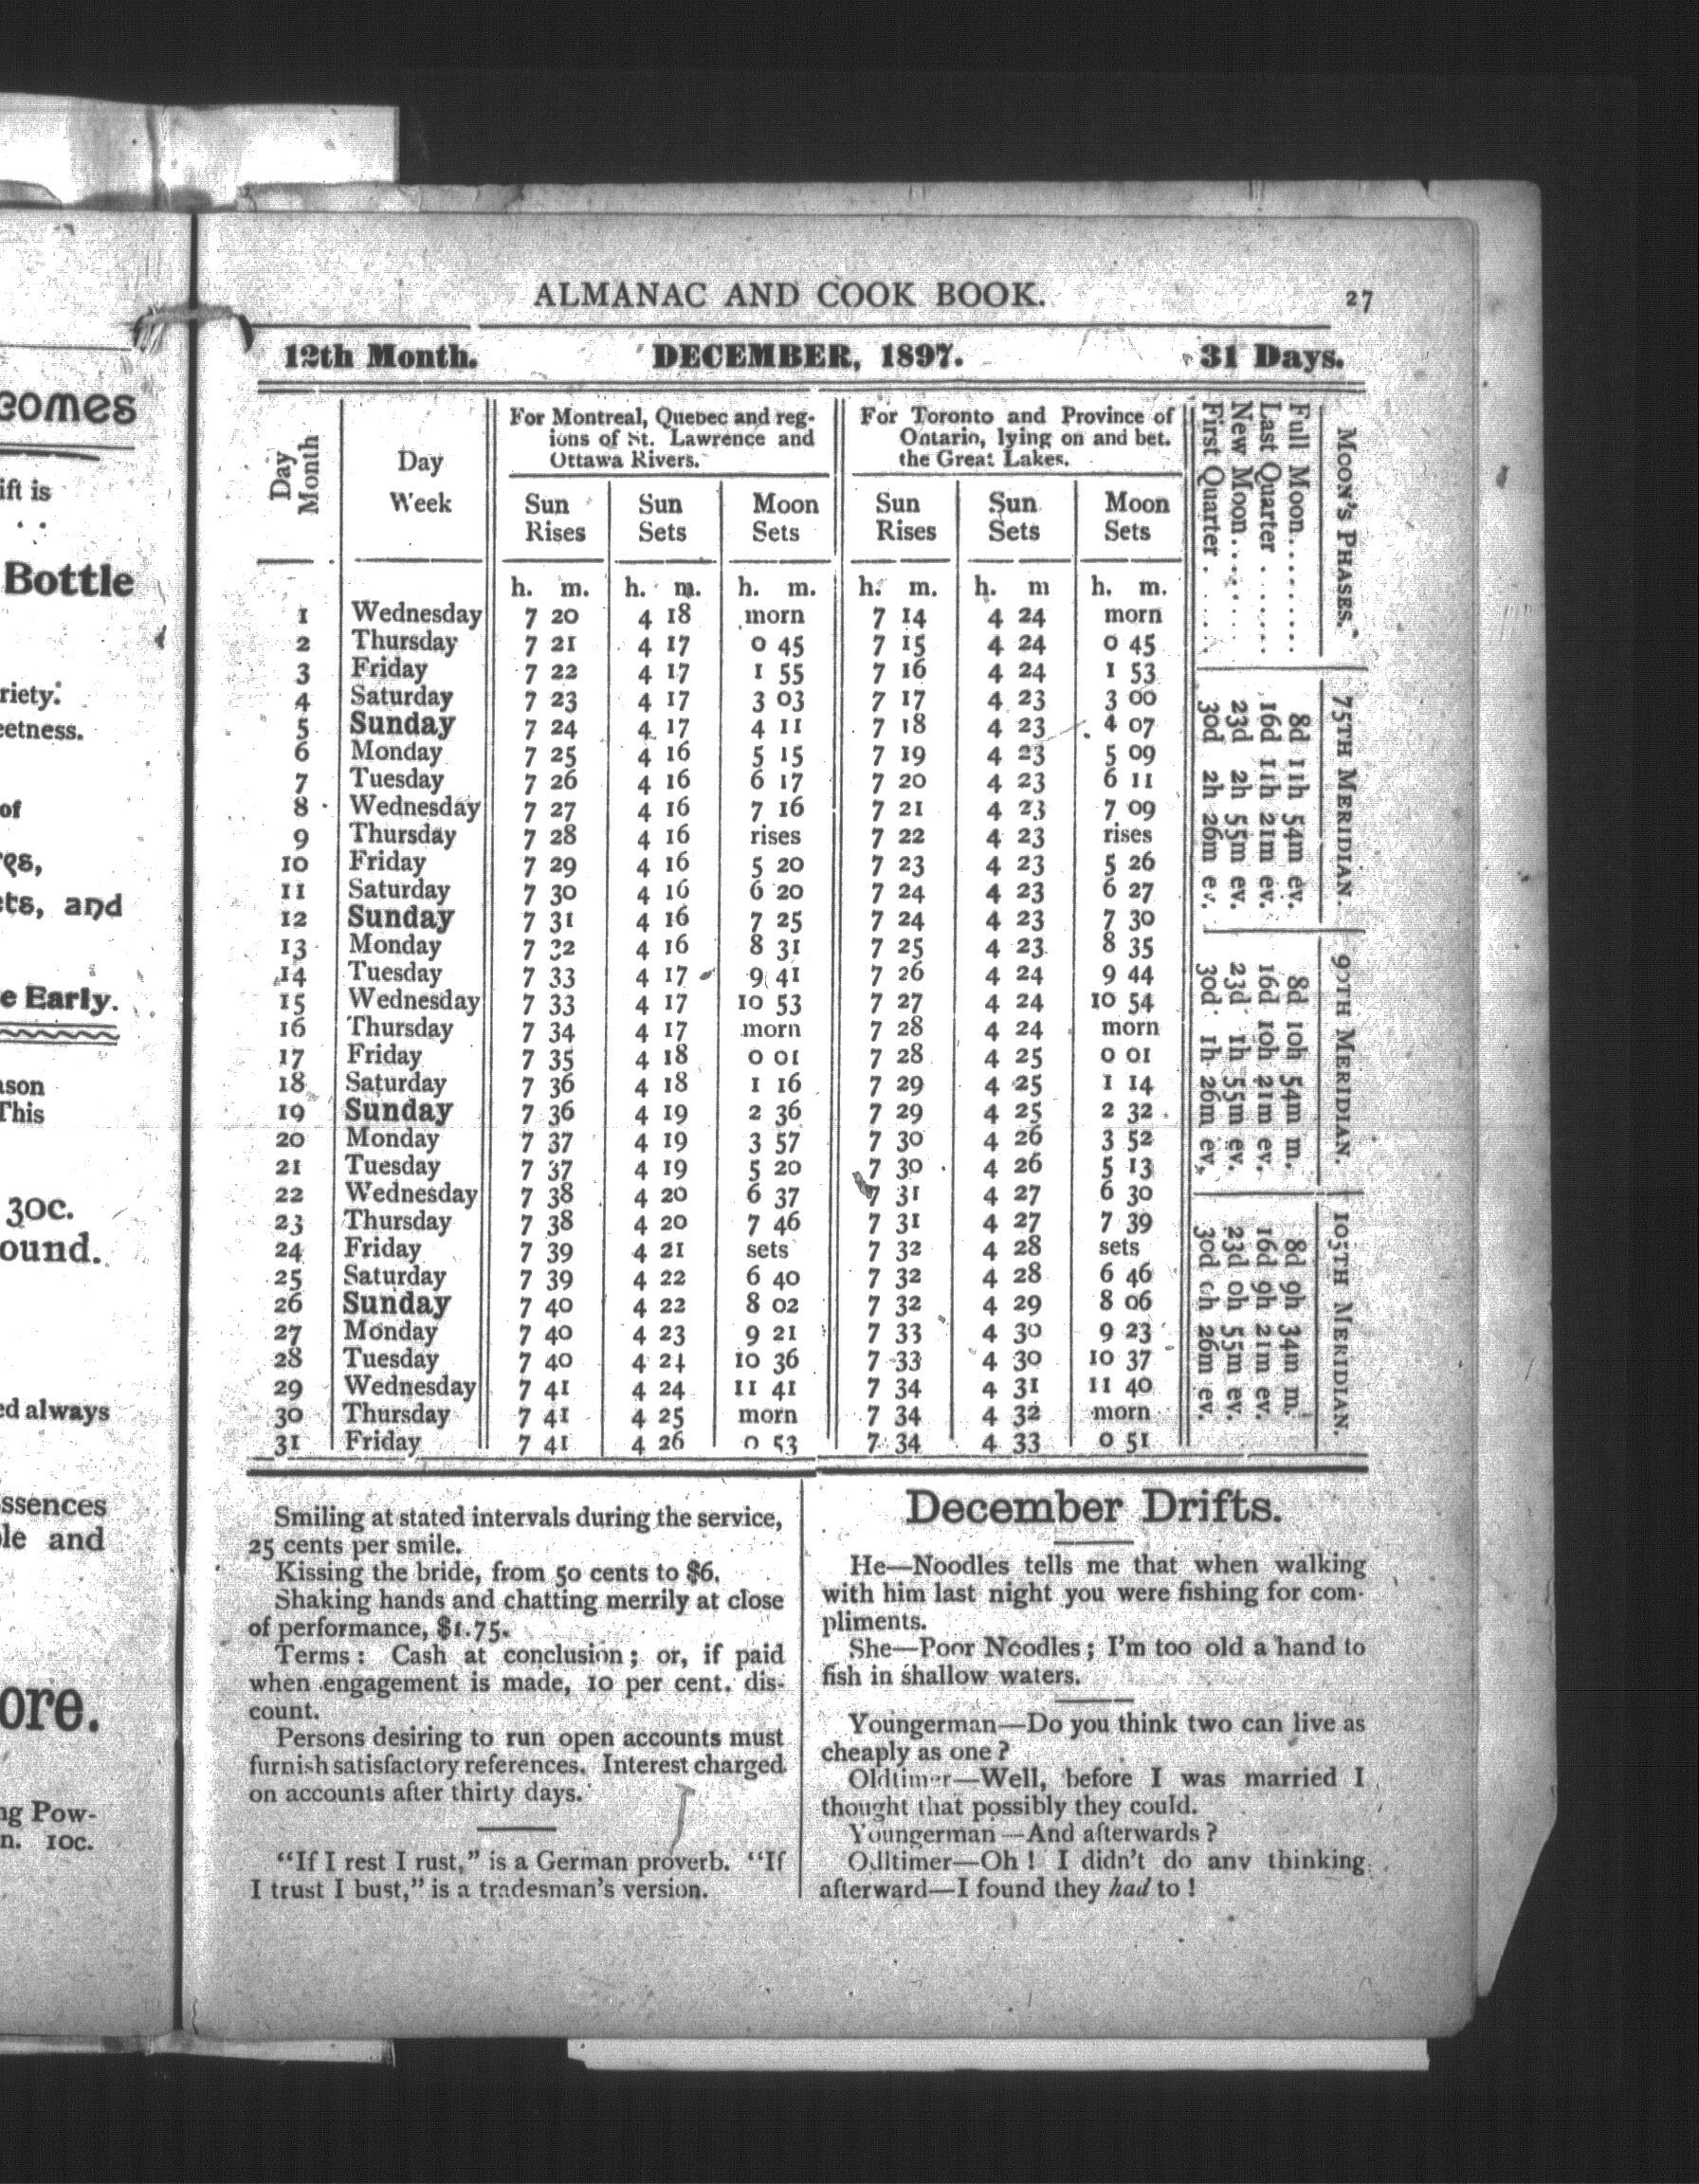 comes
ift is
. .
Bottle
riety.
eetness.
of
ets, and
e Early.
ason
This
30c.
ound.
ed always
ssences
le and
ore.
ng Pow-
n. 10c.
ALMANAC AND COOK BOOK. 27
12th Month. DECEMBER, 1897. 31 Days.
Day Month
Day Week
For Montreal, Quebec and reg-
ions of St. Lawrence and
Ottawa Rivers.
For Toronto and Province of
Ontario, lying on and bet.
the Great Lakes.
Sun Rises Sun Sets Moon Sets Sun Rises Sun Sets Moon Sets
h. m. h. m. h. m. h. m. h. m h. m.
1 Wednesday 7 20 4 18 morn 7 14 4 24 morn
2 Thursday 7 21 4 17 0 45 7 15 4 24 0 45
3 Friday 7 22 4 17 1 55 7 16 4 24 1 53
4 Saturday 7 23 4 17 3 03 7 17 4 23 3 00
5 Sunday 7 24 4 17 4 11 7 18 4 23 4 07
6 Monday 7 25 4 16 5 15 7 19 4 23 5 09
7 Tuesday 7 26 4 16 6 17 7 20 4 23 6 11
8 Wednesday 7 27 4 16 7 16 7 21 4 23 7 09
9 Thursday 7 28 4 16 rises 7 22 4 23 rises
10 Friday 7 29 4 16 5 20 7 23 4 23 5 26
11 Saturday 7 30 4 16 6 20 7 24 4 23 6 27
12 Sunday 7 31 4 16 7 25 7 24 4 23 7 30
13 Monday 7 32 4 16 8 31 7 25 4 23 8 35
14 Tuesday 7 33 4 17 9 41 7 26 4 24 9 44
15 Wednesday 7 33 4 17 10 53 7 27 4 24 10 54
16 Thursday 7 34 4 17 morn 7 28 4 24 morn
17 Friday 7 35 4 18 0 01 7 28 4 25 0 01
18 Saturday 7 36 4 18 1 16 7 29 4 25 1 14
19 Sunday 7 36 4 19 2 36 7 29 4 25 2 32
20 Monday 7 37 4 19 3 57 7 30 4 26 3 52
21 Tuesday 7 37 4 19 5 20 7 30 4 26 5 13
22 Wednesday 7 38 4 20 6 37 7 31 4 27 6 30
23 Thursday 7 38 4 20 7 46 7 31 4 27 7 39
24 Friday 7 39 4 21 sets 7 32 4 28 sets
25 Saturday 7 39 4 22 6 40 7 32 4 28 6 46
26 Sunday 7 40 4 22 8 02 7 32 4 29 8 06
27 Monday 7 40 4 23 9 21 7 33 4 30 9 23
28 Tuesday 7 40 4 24 10 36 7 33 4 30 10 37
29 Wednesday 7 41 4 24 11 41 7 34 4 31 11 40
30 Thursday 7 41 4 25 morn 7 34 4 32 morn
31 Friday 7 41 4 26 0 53 7 34 4 33 0 51
MOON'S PHASES. 75TH MERIDIAN. 90TH MERIDIAN. 105TH MERIDIAN.
Full Moon........ 8d 11h 54m ev. 8d 10h 54m m. 8d 9h 34m m.
Last Quarter ....... 16d 11h 21m ev. 16d 10h 21m ev. 16d 9h 21m ev.
New Moon........ 23d 2h 55m ev. 23d 1h 55m ev. 23d 0h 55m ev.
First Quarter . . . . 30d 2h 26m ev. 30d 1h 26m ev, 30d 0h 26m ev.
Smiling at stated intervals during the service,
25 cents per smile.
Kissing the bride, from 50 cents to $6.
Shaking hands and chatting merrily at close
of performance, $1.75.
Terms: Cash at conclusion; or, if paid
when engagement is made, 10 per cent. dis-
count.
Persons desiring to run open accounts must
furnish satisfactory references. Interest charged
on accounts after thirty days.
"If I rest I rust," is a German proverb. "If
I trust I bust," is a tradesman's version.
December Drifts.
He—Noodles tells me that when walking
with him last night you were fishing for com-
pliments.
She—Poor Noodles; I'm too old a hand to
fish in shallow waters.
Youngerman—Do you think two can live as
cheaply as one?
Oldtimer—Well, before I was married I
thought that possibly they could.
Youngerman—And afterwards?
Oldtimer—Oh! I didn't do any thinking
afterward—I found they had to!